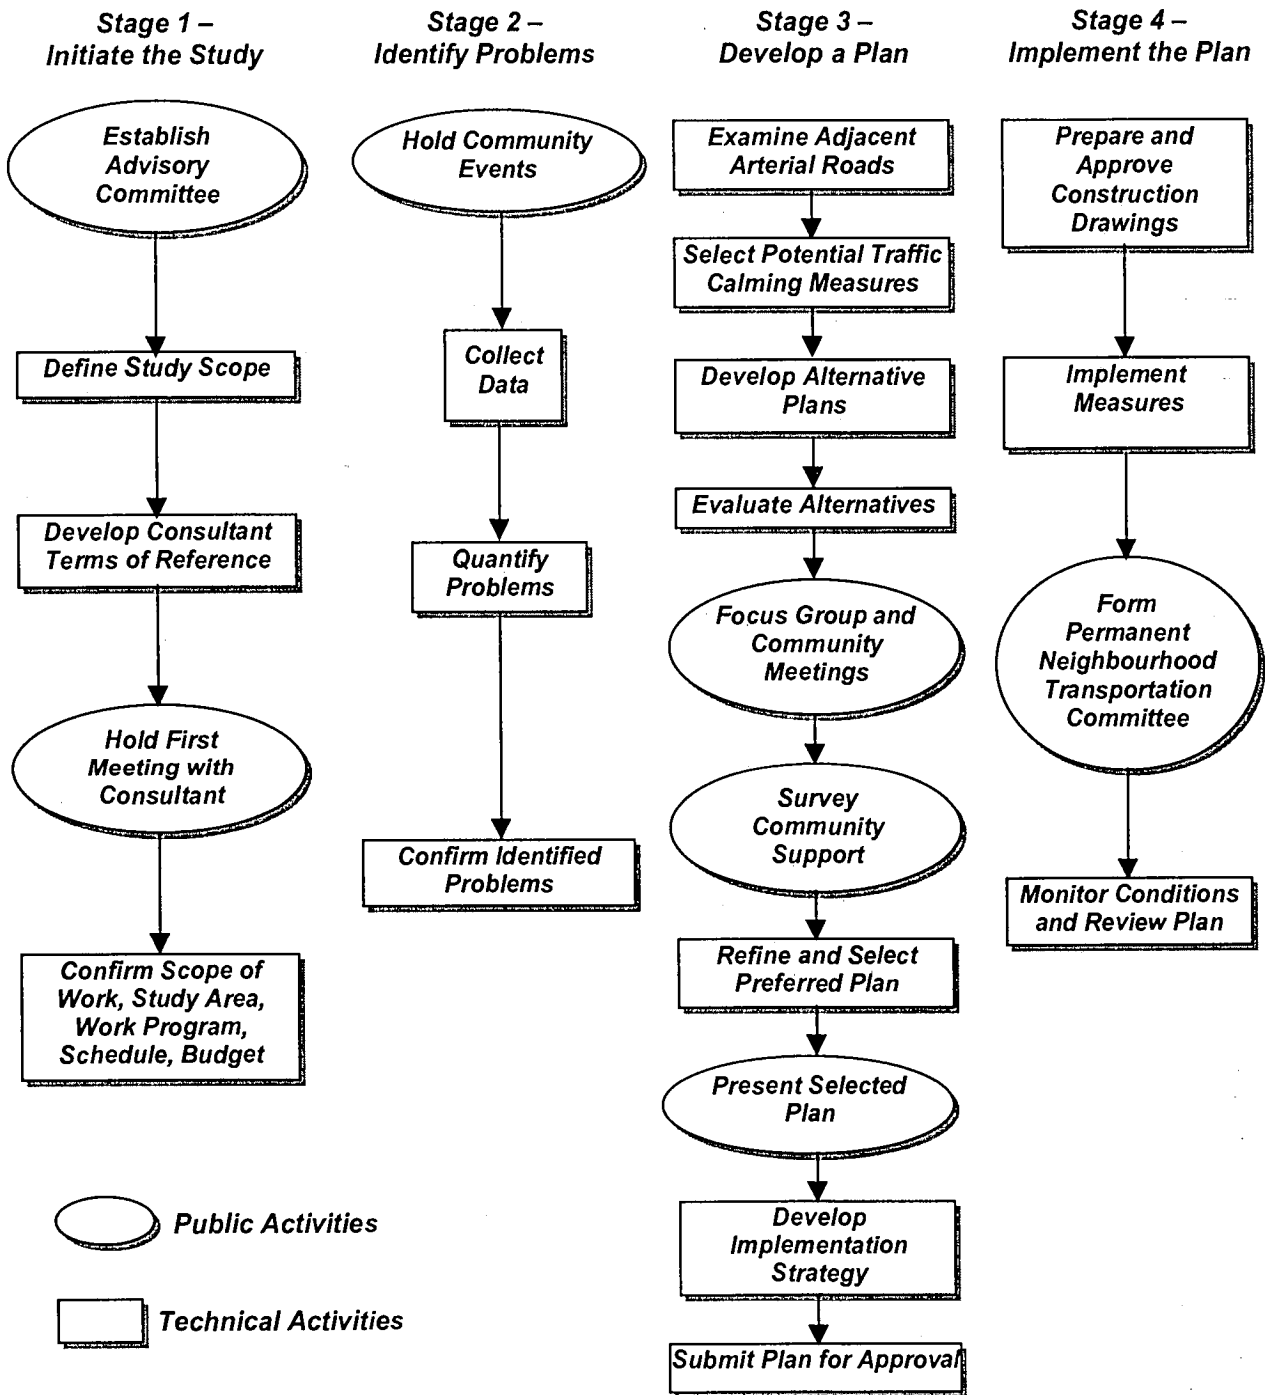 Stage 1 –
Initiate the Study
Establish
Advisory
Committee
Define Study Scope
Develop Consultant
Terms of Reference
Hold First
Meeting with
Consultant
Confirm Scope of
Work, Study Area,
Work Program,
Schedule, Budget
Stage 2 –
Identify Problems
Hold Community
Events
Collect
Data
Quantify
Problems
Confirm Identified
Problems
Stage 3 –
Develop a Plan
Examine Adjacent
Arterial Roads
Select Potential Traffic
Calming Measures
Develop Alternative
Plans
Evaluate Alternatives
Focus Group and
Community
Meetings
Survey
Community
Support
Refine and Select
Preferred Plan
Present Selected
Plan
Develop
Implementation
Strategy
Submit Plan for Approval
Stage 4 –
Implement the Plan
Prepare and
Approve
Construction
Drawings
Implement
Measures
Form
Permanent
Neighbourhood
Transportation
Committee
Monitor Conditions
and Review Plan
Public Activities
Technical Activities